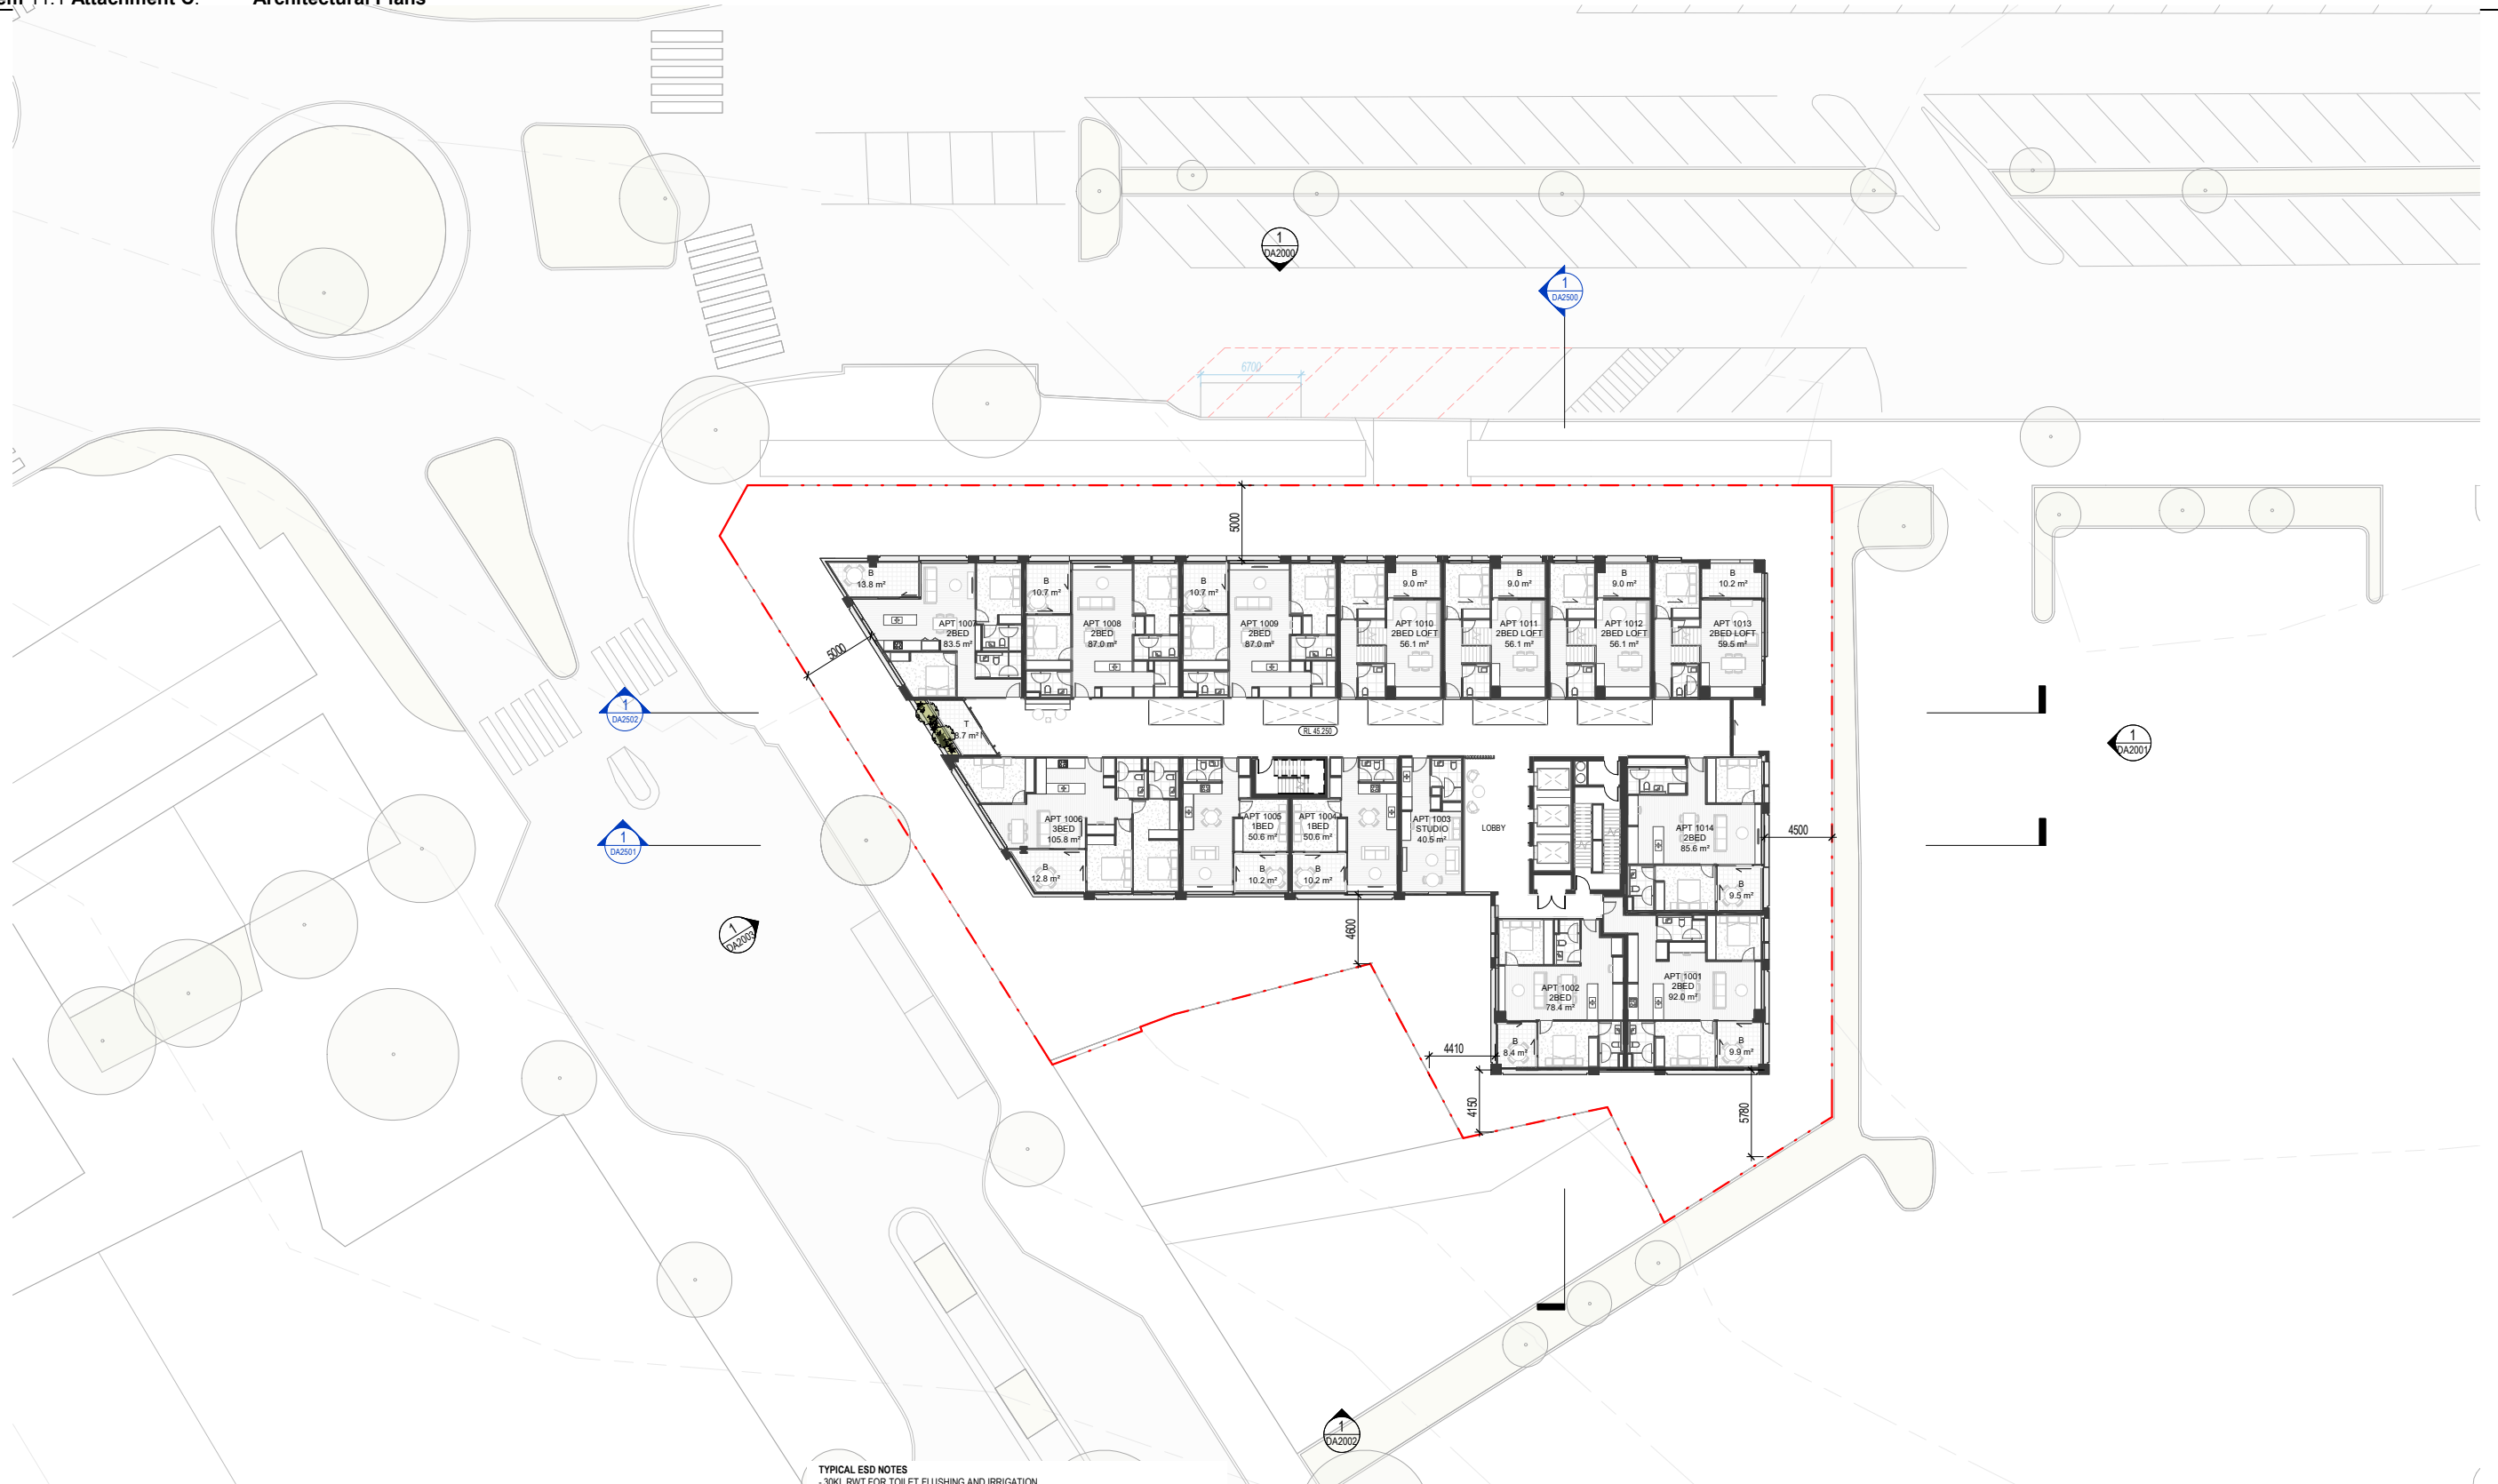 Attachment C. Architectural Plans
1
DA2000
1
DA2500
6700
5000
B
13.8 m²
B
10.7 m²
B
10.7 m²
B
9.0 m²
B
9.0 m²
B
9.0 m²
B
10.2 m²
APT 1007
2BED
83.5 m²
APT 1008
2BED
87.0 m²
APT 1009
2BED
87.0 m²
APT 1010
2BED LOFT
56.1 m²
APT 1011
2BED LOFT
56.1 m²
APT 1012
2BED LOFT
56.1 m²
APT 1013
2BED LOFT
59.5 m²
5000
1
DA2502
T
8.7 m²
RL 45.250
1
DA2001
1
DA2501
APT 1006
3BED
105.8 m²
APT 1005
1BED
50.6 m²
APT 1004
1BED
50.6 m²
APT 1003
STUDIO
40.5 m²
LOBBY
APT 1014
2BED
85.6 m²
4500
B
12.8 m²
B
10.2 m²
B
10.2 m²
B
9.5 m²
1
DA2003
4600
APT 1002
2BED
78.4 m²
APT 1001
2BED
92.0 m²
B
8.4 m²
B
9.9 m²
4410
4150
5780
1
DA2002
TYPICAL ESD NOTES
- 30KL RWT FOR TOILET FLUSHING AND IRRIGATION